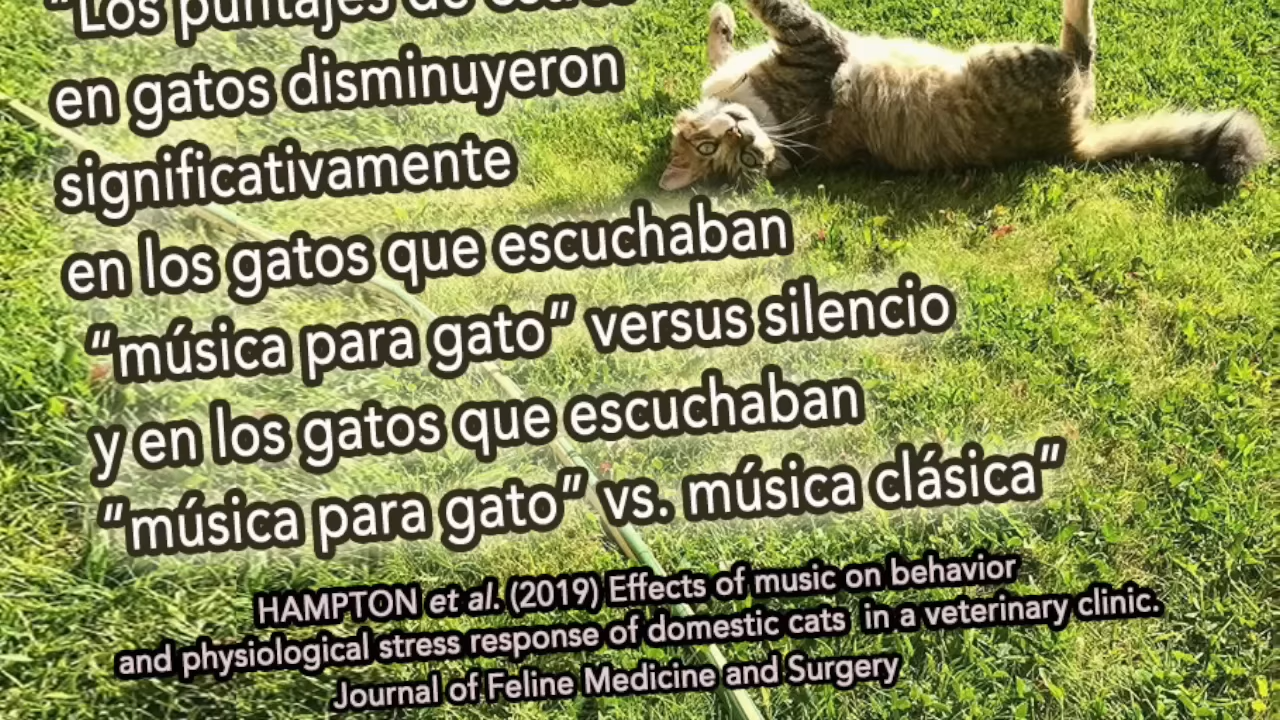 “Los puntajes de estrés
en gatos disminuyeron
significativamente
en los gatos que escuchaban
“música para gato” versus silencio
y en los gatos que escuchaban
“música para gato” vs. música clásica”
HAMPTON et al. (2019) Effects of music on behavior
and physiological stress response of domestic cats in a veterinary clinic.
Journal of Feline Medicine and Surgery